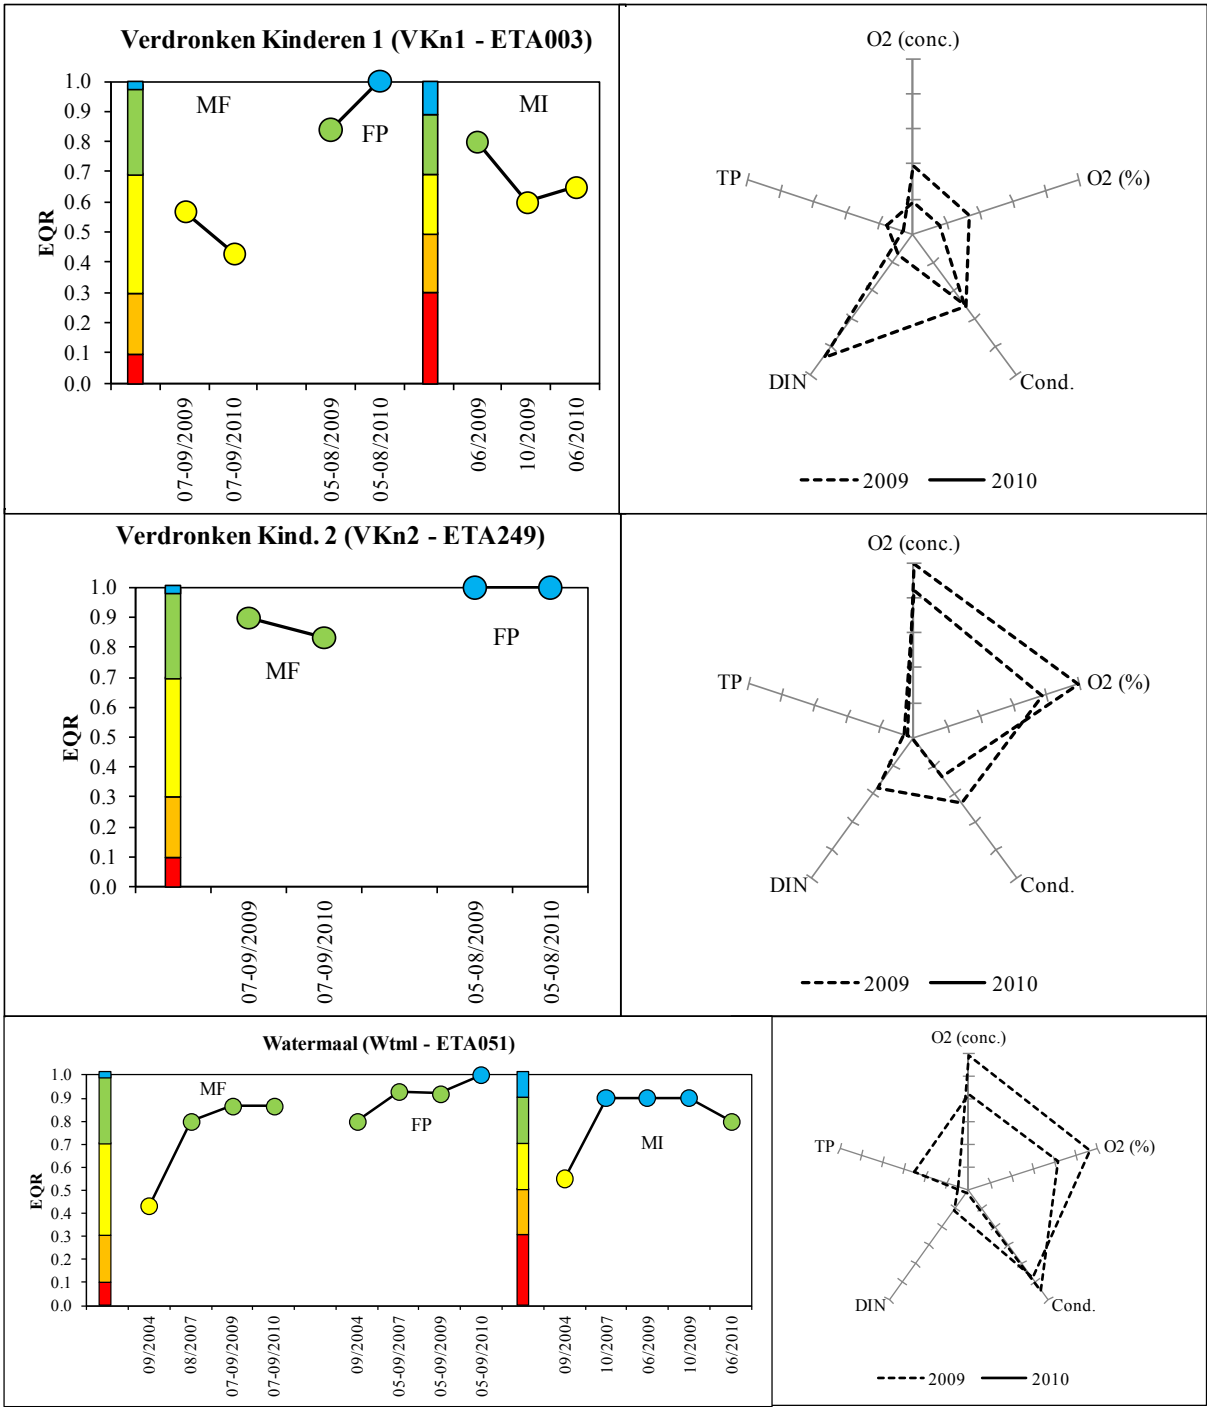 Verdronken Kinderen 1 (VKn1 - ETA003)
EQR
1.0
0.9
0.8
0.7
0.6
0.5
0.4
0.3
0.2
0.1
0.0
MF
FP
MI
07-09/2009
07-09/2010
05-08/2009
05-08/2010
06/2009
10/2009
06/2010
O2 (conc.)
O2 (%)
Cond.
DIN
TP
2009
2010
Verdronken Kind. 2 (VKn2 - ETA249)
EQR
1.0
0.9
0.8
0.7
0.6
0.5
0.4
0.3
0.2
0.1
0.0
MF
FP
07-09/2009
07-09/2010
05-08/2009
05-08/2010
O2 (conc.)
O2 (%)
Cond.
DIN
TP
2009
2010
Watermaal (Wtml - ETA051)
EQR
1.0
0.9
0.8
0.7
0.6
0.5
0.4
0.3
0.2
0.1
0.0
MF
FP
MI
09/2004
08/2007
07-09/2009
07-09/2010
09/2004
05-09/2007
05-09/2009
05-09/2010
09/2004
10/2007
06/2009
10/2009
06/2010
O2 (conc.)
O2 (%)
Cond.
DIN
TP
2009
2010